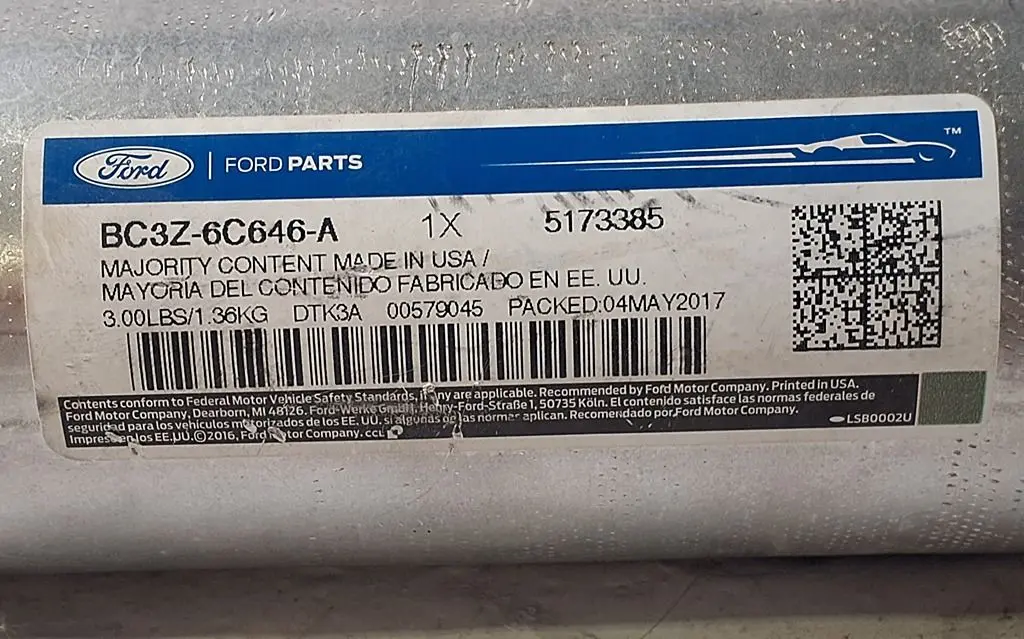 Ford | FORD PARTS ™
BC3Z-6C646-A 1X 5173385
MAJORITY CONTENT MADE IN USA /
MAYORIA DEL CONTENIDO FABRICADO EN EE. UU.
3.00LBS/1.36KG DTK3A 00579045 PACKED:04MAY2017
Contents conform to Federal Motor Vehicle Safety Standards, if any are applicable. Recommended by Ford Motor Company. Printed in USA.
Ford Motor Company, Dearborn, MI 48126. Ford-Werke GmbH, Henry-Ford-Straße 1, 50735 Köln. El contenido satisface las normas federales de
seguridad para los vehículos motorizados de los EE. UU. si algunas de las normas aplican. Recomendado por Ford Motor Company.
Impreso en los EE.UU. ©2016, Ford Motor Company. CCL
LSB0002U